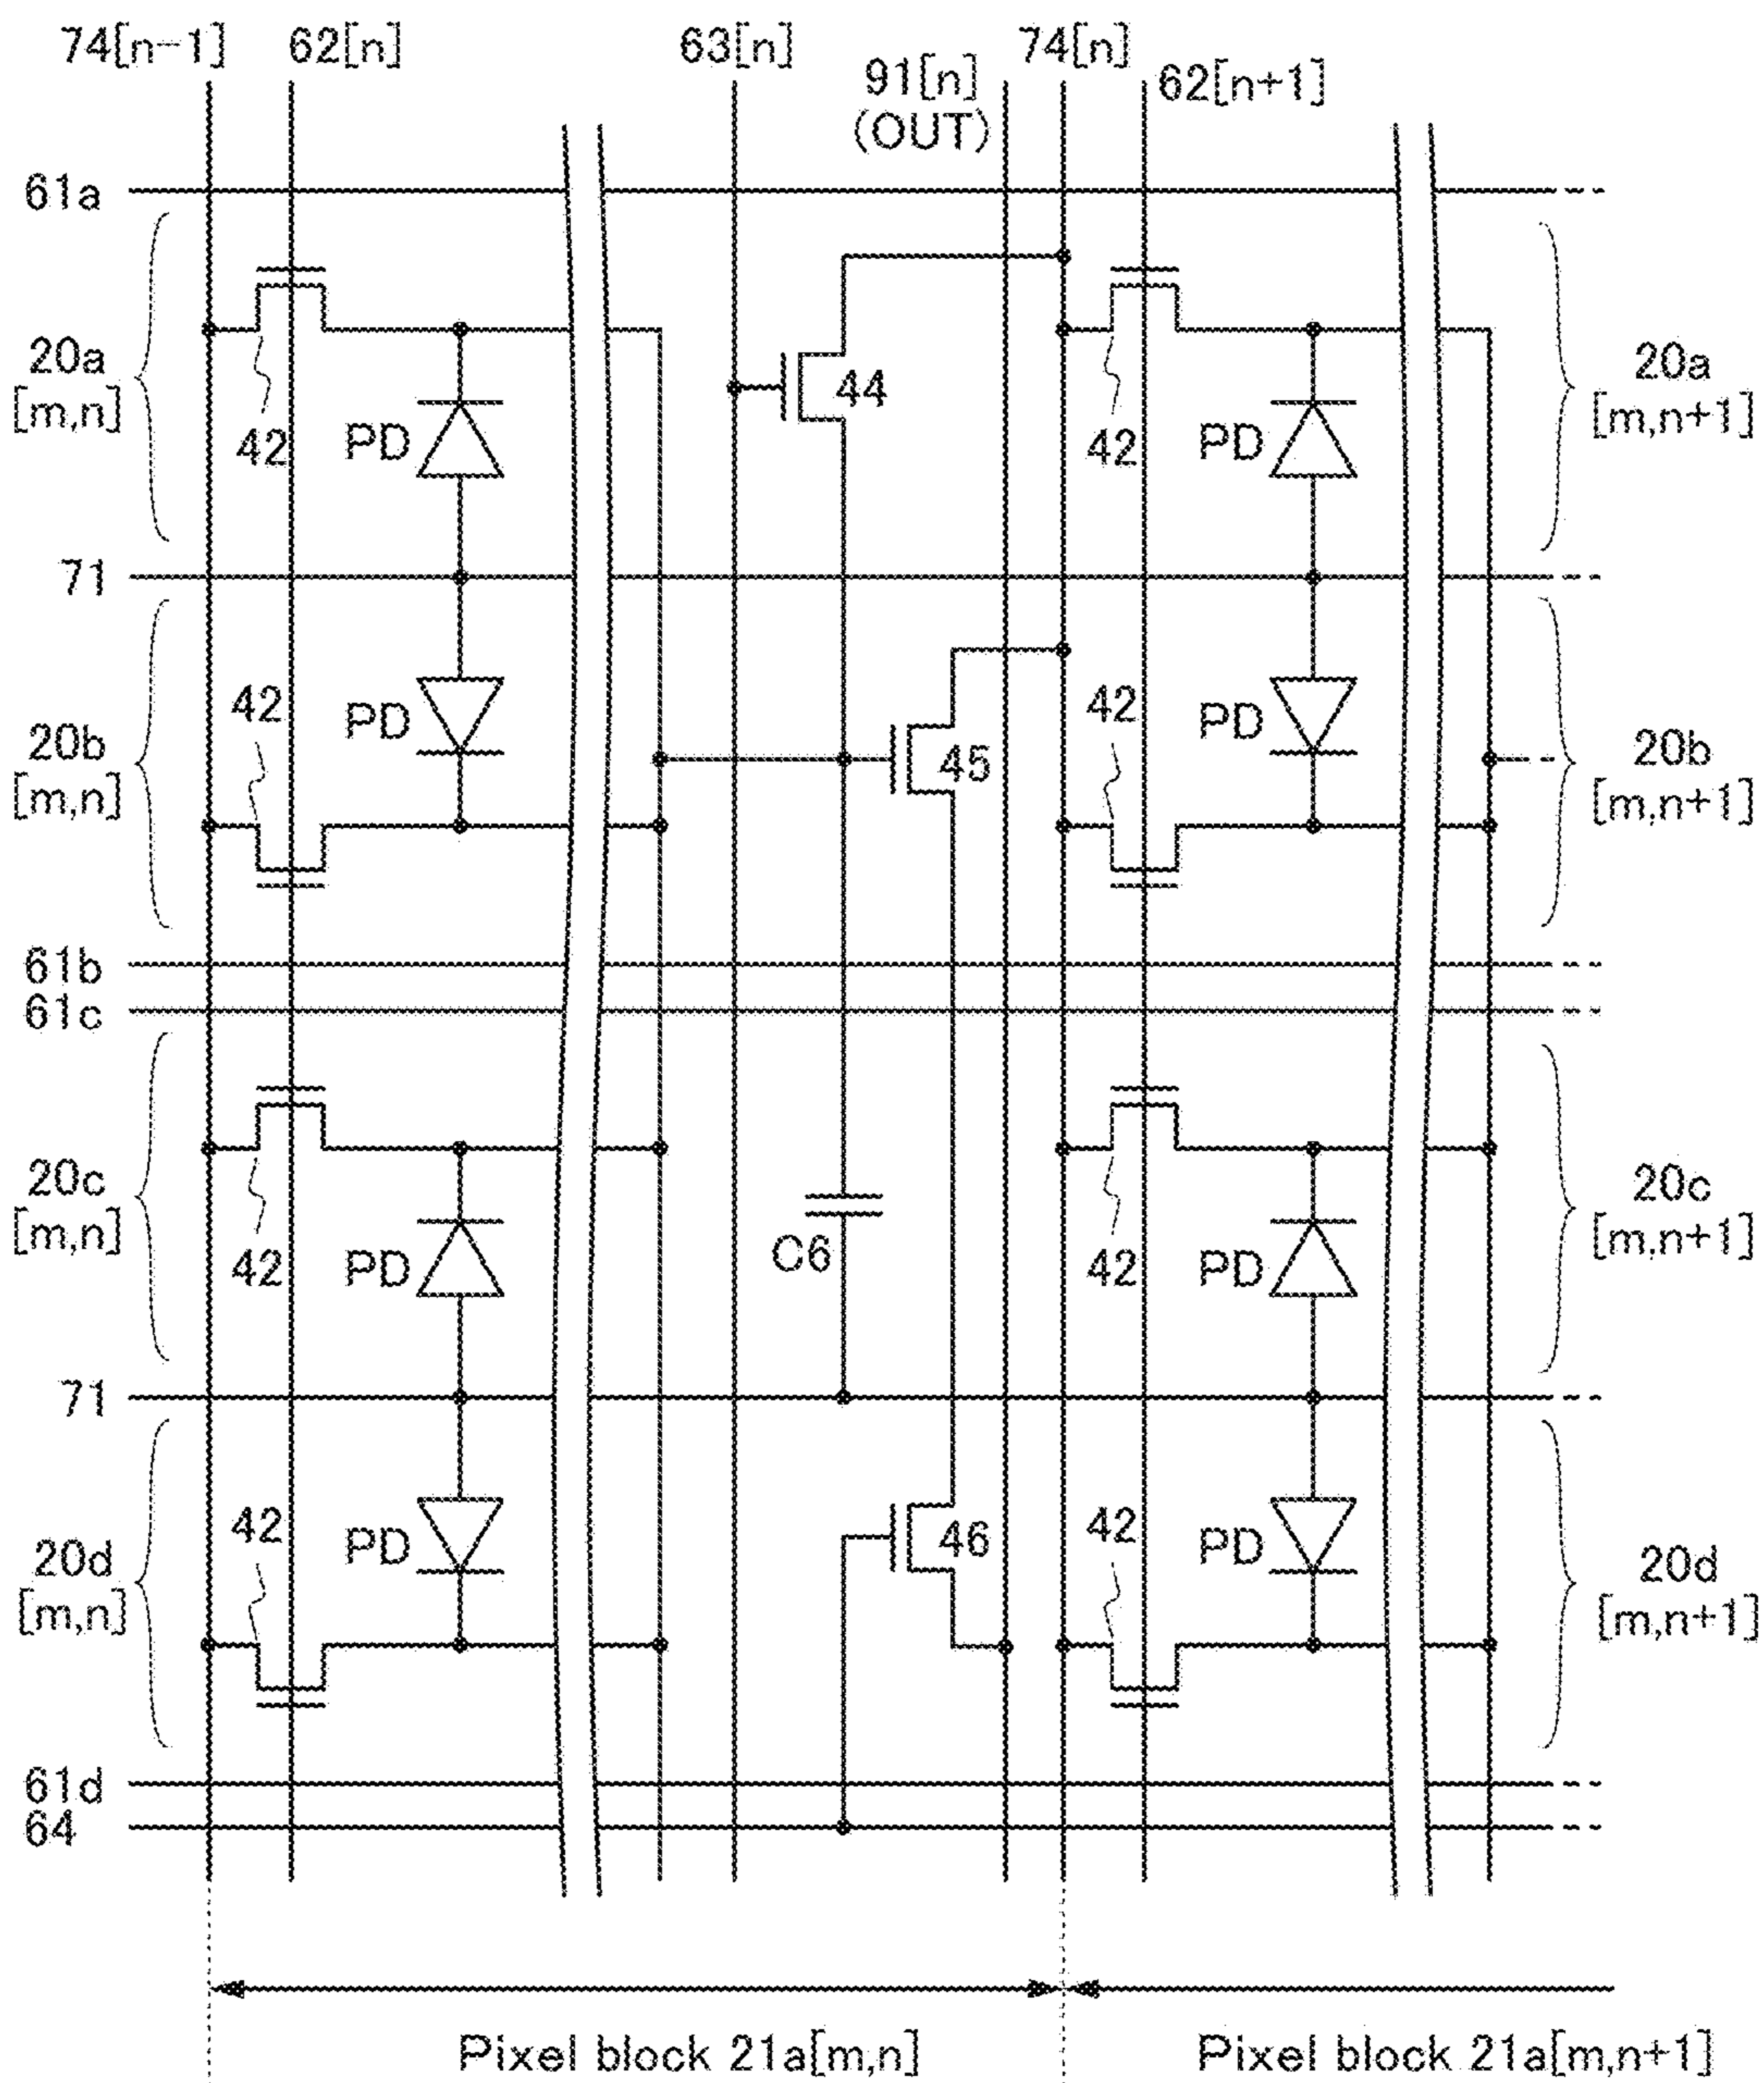 74[n-1] 62[n] 63[n] 74[n]
91[n] 62[n+1]
(OUT)
61a
20a 44 20a
[m,n] [m,n+1]
42 PD 42 PD
71
42 PD 42 PD
20b 45 20b
[m,n] [m,n+1]
61b
61c
20c 20c
[m,n] [m,n+1]
42 PD C6 42 PD
71
42 PD 46 42 PD
20d 20d
[m,n] [m,n+1]
61d
64
Pixel block 21a[m,n] Pixel block 21a[m,n+1]